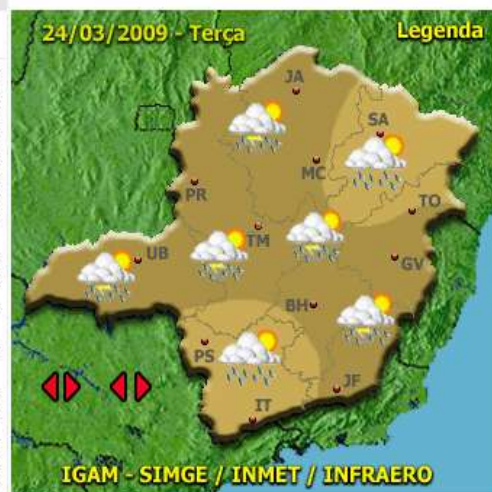 24/03/2009 - Terça
Legenda
JA
SA
MC
PR
TO
TM
UB
GV
BH
PS
JF
IT
IGAM - SIMGE / INMET / INFRAERO